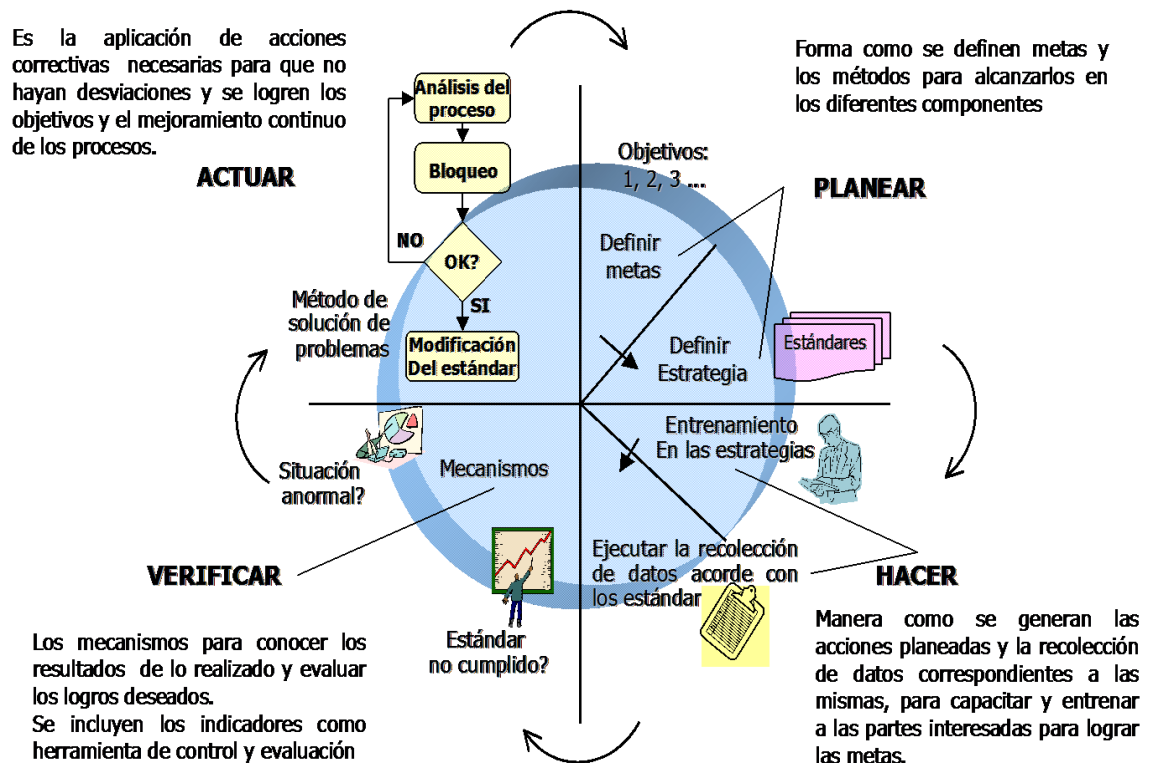 Es la aplicación de acciones
correctivas necesarias para que no
hayan desviaciones y se logren los
objetivos y el mejoramiento continuo
de los procesos.
ACTUAR
Análisis del
proceso
Bloqueo
NO
OK?
SI
Modificación
Del estándar
Método de
solución de
problemas
Forma como se definen metas y
los métodos para alcanzarlos en
los diferentes componentes
PLANEAR
Objetivos:
1, 2, 3 ...
Definir
metas
Definir
Estrategia
Estándares
Entrenamiento
En las estrategias
Ejecutar la recolección
de datos acorde con
los estándar
HACER
Manera como se generan las
acciones planeadas y la recolección
de datos correspondientes a las
mismas, para capacitar y entrenar
a las partes interesadas para lograr
las metas.
Situación
anormal?
Mecanismos
VERIFICAR
Estándar
no cumplido?
Los mecanismos para conocer los
resultados de lo realizado y evaluar
los logros deseados.
Se incluyen los indicadores como
herramienta de control y evaluación